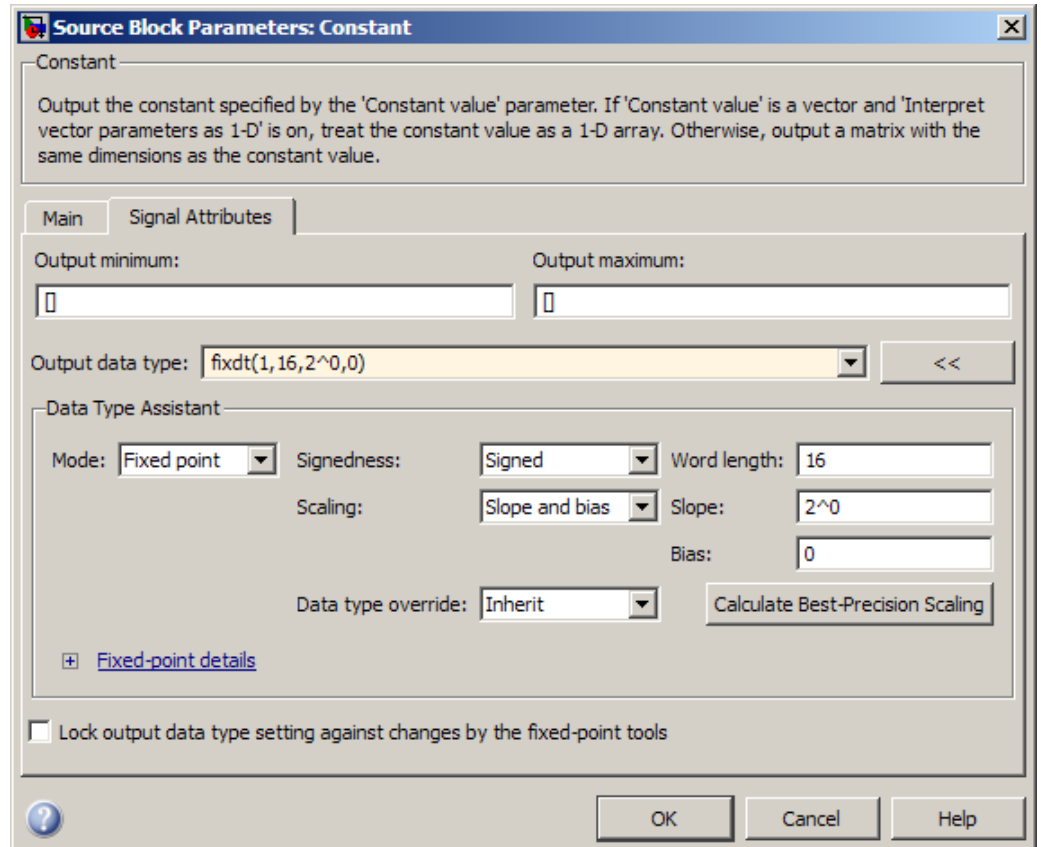 Source Block Parameters: Constant
Constant
Output the constant specified by the 'Constant value' parameter. If 'Constant value' is a vector and 'Interpret
vector parameters as 1-D' is on, treat the constant value as a 1-D array. Otherwise, output a matrix with the
same dimensions as the constant value.
Main Signal Attributes
Output minimum: Output maximum:
[] []
Output data type: fixdt(1,16,2^0,0) <<
Data Type Assistant
Mode: Fixed point Signedness: Signed Word length: 16
Scaling: Slope and bias Slope: 2^0
Bias: 0
Data type override: Inherit Calculate Best-Precision Scaling
Fixed-point details
Lock output data type setting against changes by the fixed-point tools
OK Cancel Help